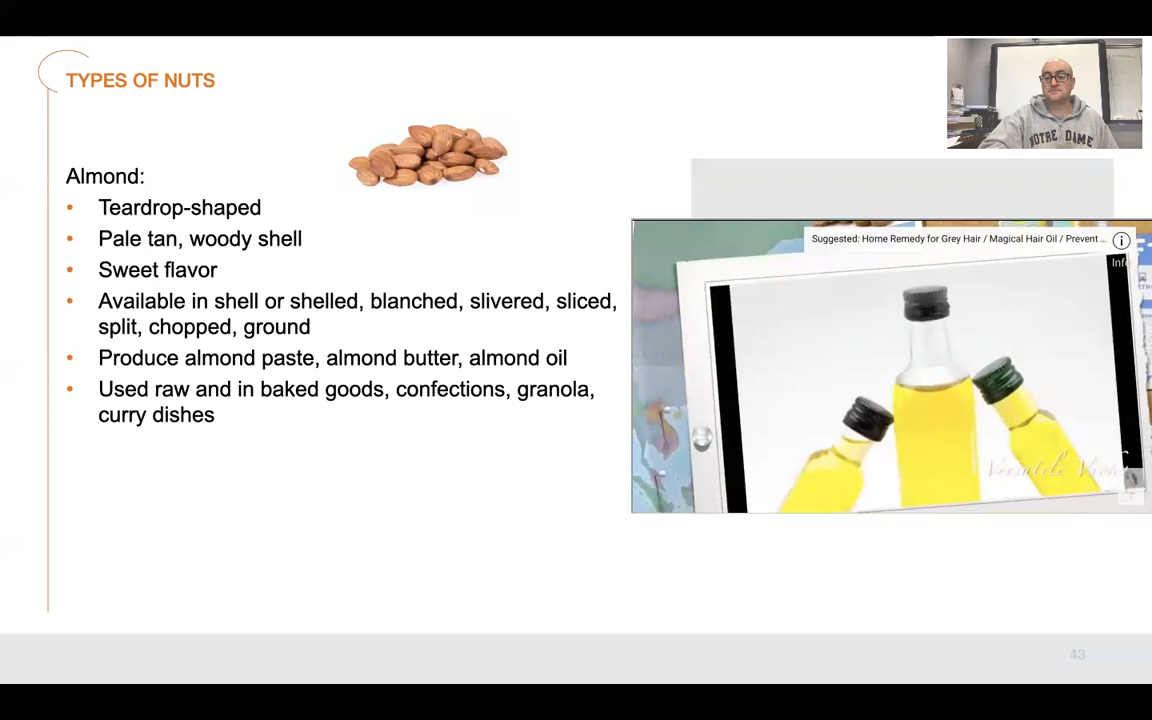 TYPES OF NUTS
NOTRE DAME
Almond:
• Teardrop-shaped
• Pale tan, woody shell
• Sweet flavor
• Available in shell or shelled, blanched, slivered, sliced,
split, chopped, ground
• Produce almond paste, almond butter, almond oil
• Used raw and in baked goods, confections, granola,
curry dishes
Suggested: Home Remedy for Grey Hair / Magical Hair Oil / Prevent ...
i
Info
43